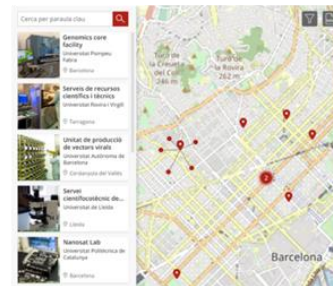 Cerca per paraula clau
Genomics core
facility
Universitat Pompeu
Fabra
Barcelona
Serveis de recursos
científics i tècnics
Universitat Rovira i Virgili
Tarragona
Unitat de producció
de vectors virals
Universitat Autònoma de
Barcelona
Cerdanyola del Vallès
Servei
científicotècnic de...
Universitat de Lleida
Lleida
Nanosat Lab
Universitat Politècnica de
Catalunya
Barcelona
Turó de
la Creueta
del Coll
246 m
Turó de
la Rovira
262 m
2
Barcelona